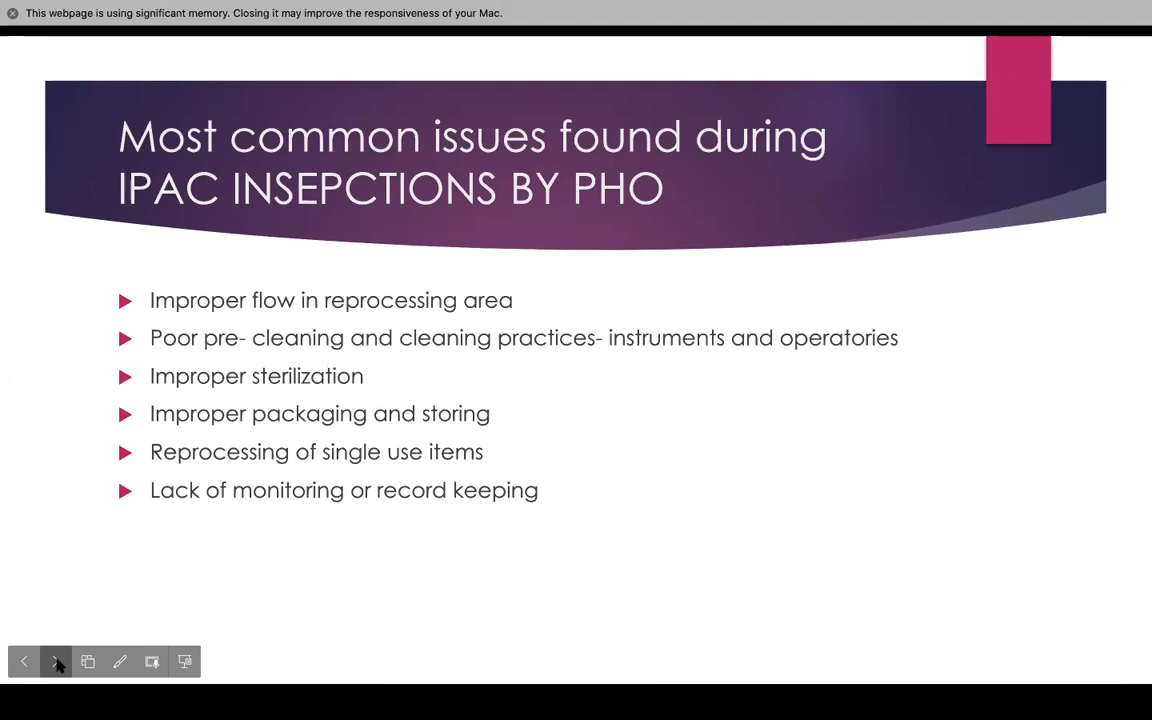 This webpage is using significant memory. Closing it may improve the responsiveness of your Mac.
Most common issues found during
IPAC INSEPCTIONS BY PHO
Improper flow in reprocessing area
Poor pre- cleaning and cleaning practices- instruments and operatories
Improper sterilization
Improper packaging and storing
Reprocessing of single use items
Lack of monitoring or record keeping